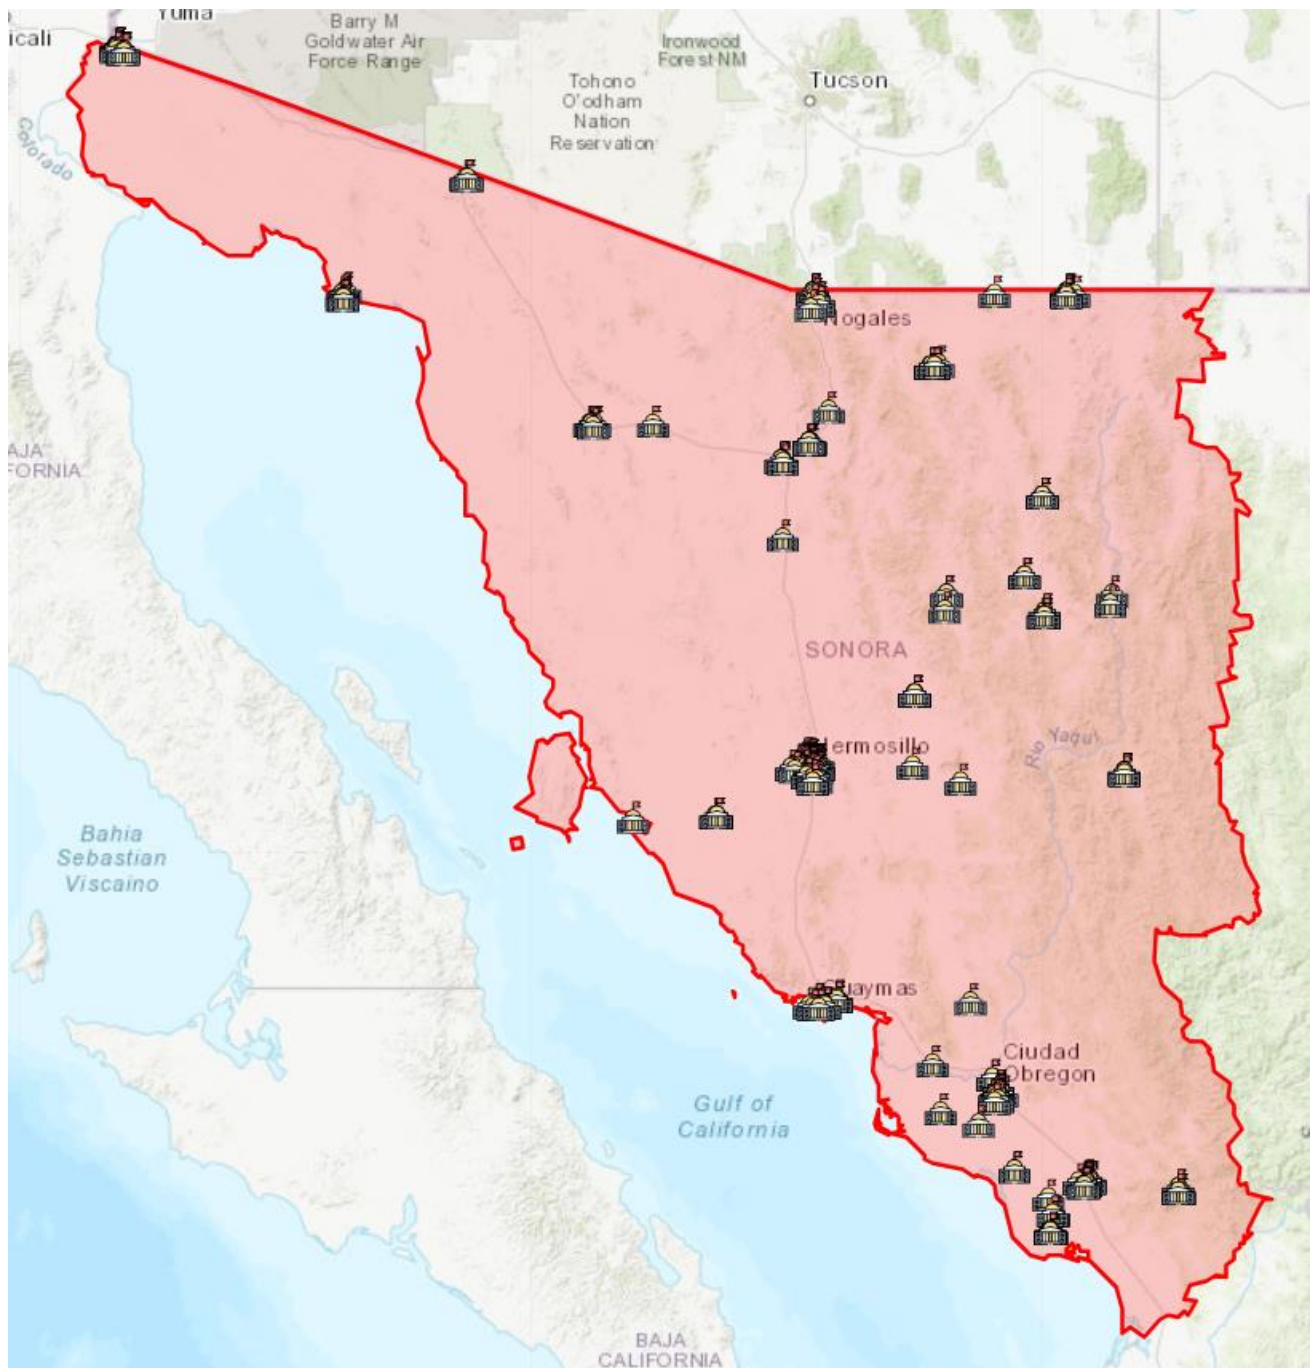 Yuma
icali
Barry M
Goldwater Air
Force Range
Ironwood
Forest NM
Tucson
Tohono
O'odham
Nation
Reservation
Colorado
Nogales
AJA
FORNIA
SONORA
Hermosillo
Rio Yaqui
Bahia
Sebastian
Viscaino
Guaymas
Ciudad
Obregon
Gulf of
California
BAJA
CALIFORNIA